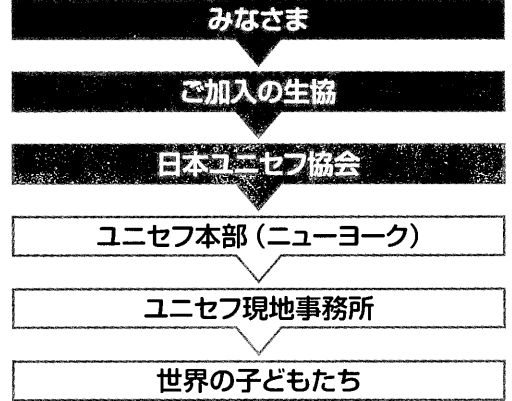 みなさま
ご加入の生協
日本ユニセフ協会
ユニセフ本部(ニューヨーク)
ユニセフ現地事務所
世界の子どもたち